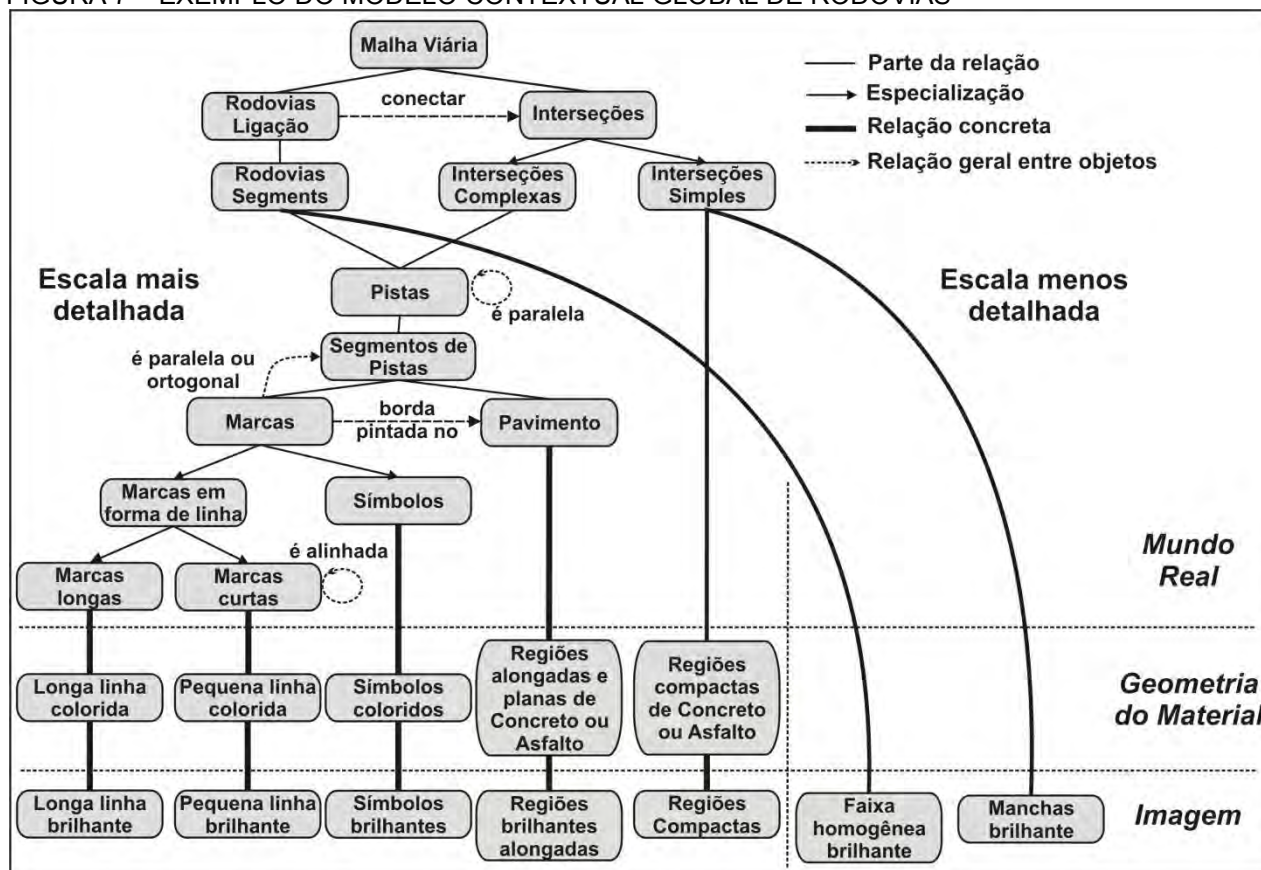 FIGURA 7 – EXEMPLO DO MODELO CONTEXTUAL GLOBAL DE RODOVIAS
Malha Viária
Parte da relação
Especialização
Relação concreta
Relação geral entre objetos
Rodovias
Ligação
conectar
Interseções
Rodovias
Segments
Interseções
Complexas
Interseções
Simples
Escala mais
detalhada
Escala menos
detalhada
Pistas
é paralela
Segmentos de
Pistas
é paralela ou
ortogonal
Marcas
borda
pintada no
Pavimento
Marcas em
forma de linha
Símbolos
é alinhada
Marcas
longas
Marcas
curtas
Mundo
Real
Longa linha
colorida
Pequena linha
colorida
Símbolos
coloridos
Regiões
alongadas e
planas de
Concreto ou
Asfalto
Regiões
compactas
de Concreto
ou Asfalto
Geometria
do Material
Longa linha
brilhante
Pequena linha
brilhante
Símbolos
brilhantes
Regiões
brilhantes
alongadas
Regiões
Compactas
Faixa
homogênea
brilhante
Manchas
brilhante
Imagem